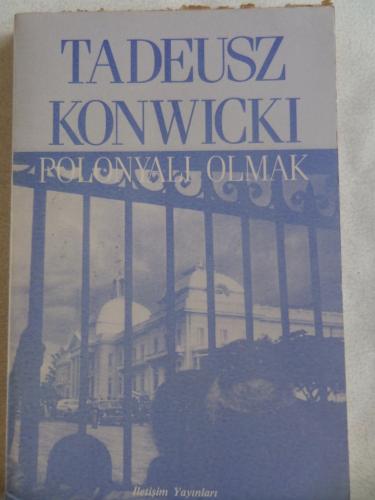 TADEUSZ
KONWICKI
POLONYALI OLMAK
İletişim Yayınları